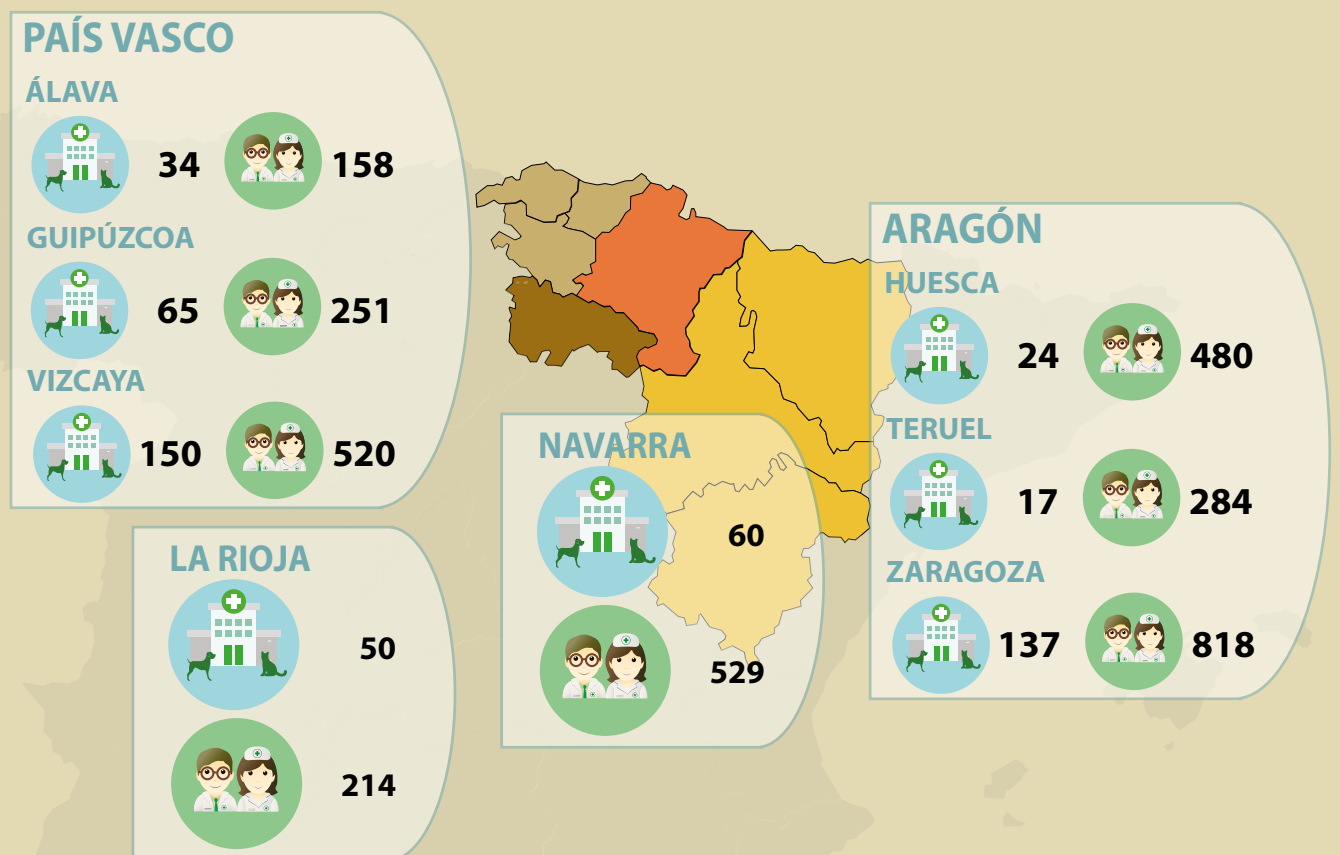 PAÍS VASCO
ÁLAVA
34 158
GUIPÚZCOA
65 251
VIZCAYA
150 520
LA RIOJA
50
214
NAVARRA
60
529
ARAGÓN
HUESCA
24 480
TERUEL
17 284
ZARAGOZA
137 818